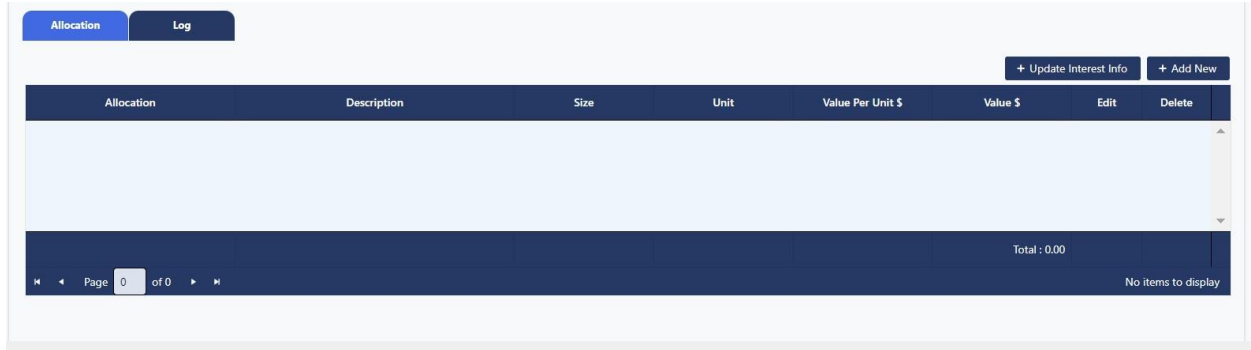 Allocation Log
+ Update Interest Info + Add New
Allocation Description Size Unit Value Per Unit $ Value $ Edit Delete
Total : 0.00
Page 0 of 0 No items to display